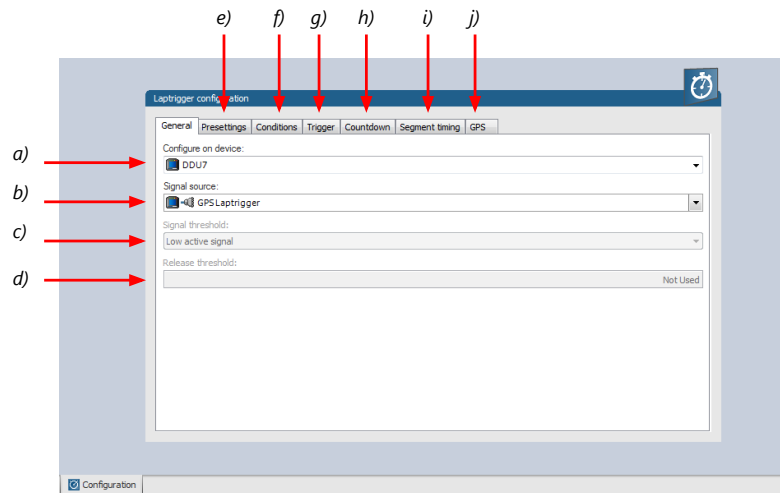 e) f) g) h) i) j)
Laptrigger configuration
General Presettings Conditions Trigger Countdown Segment timing GPS
Configure on device:
a) DDU7
Signal source:
b) GPS Laptrigger
Signal threshold:
c) Low active signal
Release threshold:
d) Not Used
Configuration